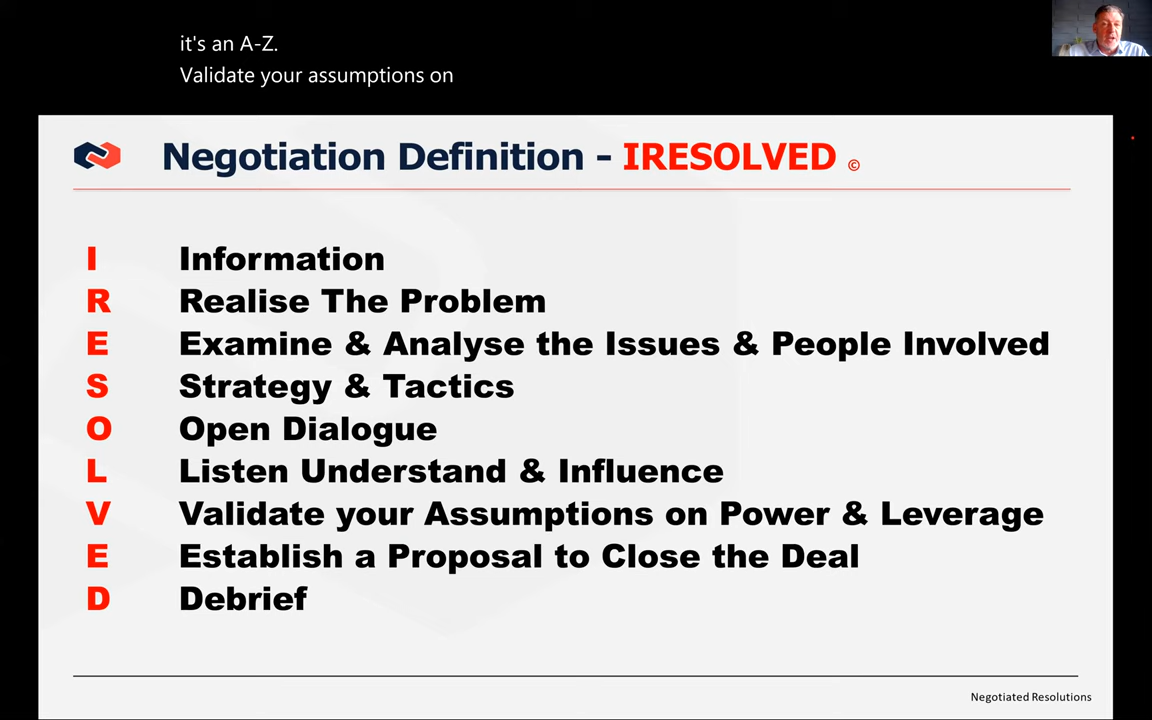 it's an A-Z.
Validate your assumptions on
Negotiation Definition - IRESOLVED ©
I Information
R Realise The Problem
E Examine & Analyse the Issues & People Involved
S Strategy & Tactics
O Open Dialogue
L Listen Understand & Influence
V Validate your Assumptions on Power & Leverage
E Establish a Proposal to Close the Deal
D Debrief
Negotiated Resolutions